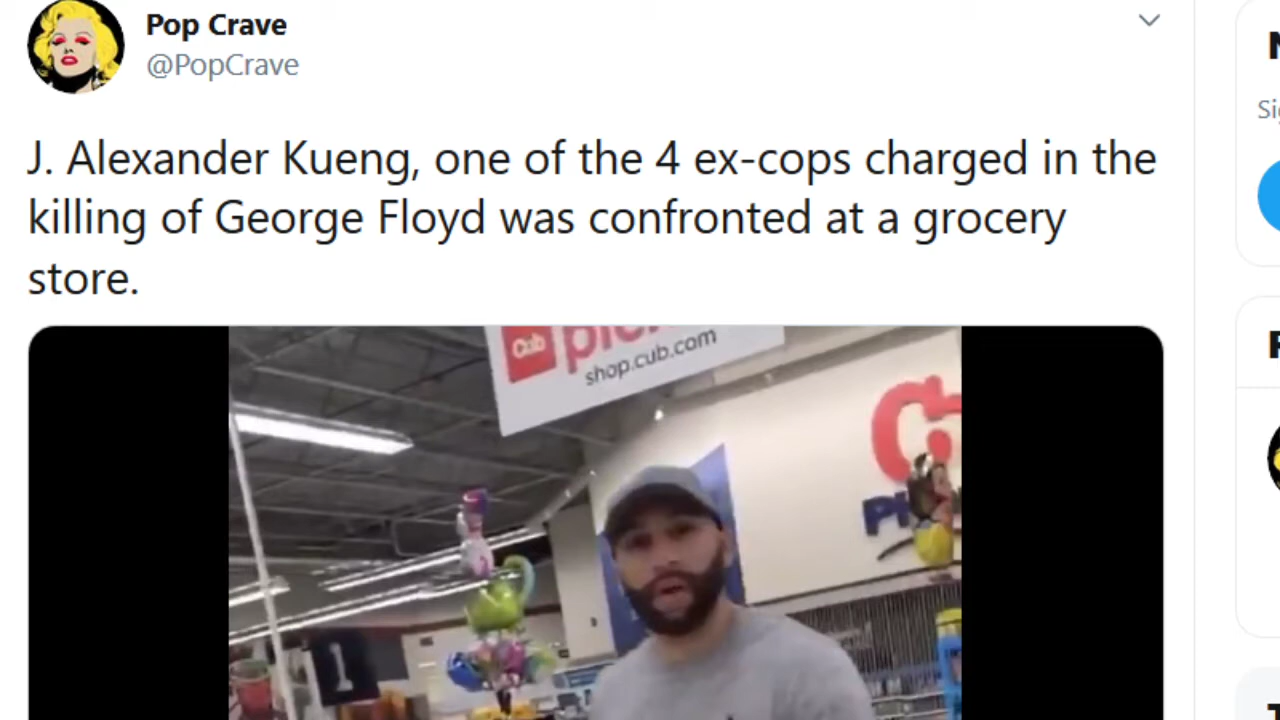 Pop Crave
@PopCrave
J. Alexander Kueng, one of the 4 ex-cops charged in the
killing of George Floyd was confronted at a grocery
store.
Cub
shop.cub.com
1